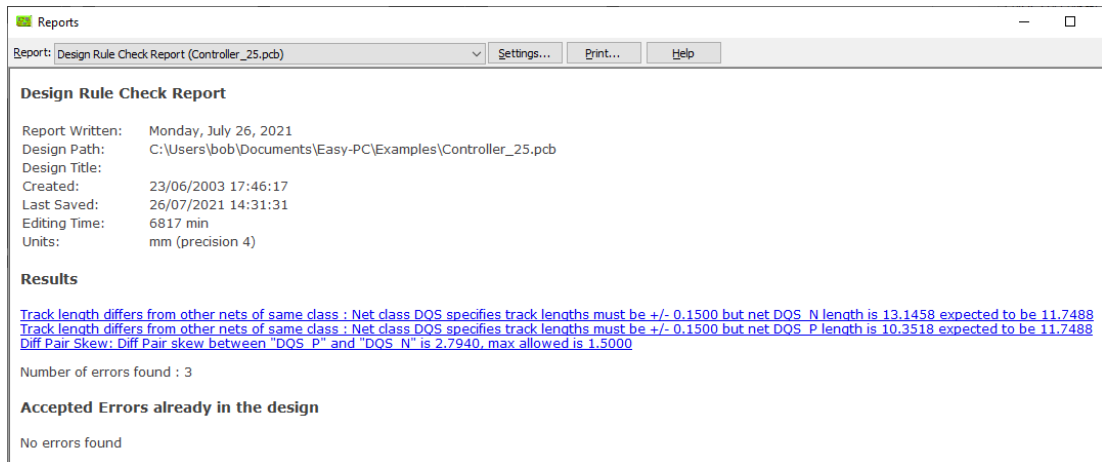 Reports
Report: Design Rule Check Report (Controller_25.pcb) Settings... Print... Help
Design Rule Check Report
Report Written: Monday, July 26, 2021
Design Path: C:\Users\bob\Documents\Easy-PC\Examples\Controller_25.pcb
Design Title:
Created: 23/06/2003 17:46:17
Last Saved: 26/07/2021 14:31:31
Editing Time: 6817 min
Units: mm (precision 4)
Results
Track length differs from other nets of same class : Net class DQS specifies track lengths must be +/- 0.1500 but net DQS_N length is 13.1458 expected to be 11.7488
Track length differs from other nets of same class : Net class DQS specifies track lengths must be +/- 0.1500 but net DQS_P length is 10.3518 expected to be 11.7488
Diff Pair Skew: Diff Pair skew between "DQS_P" and "DQS_N" is 2.7940, max allowed is 1.5000
Number of errors found : 3
Accepted Errors already in the design
No errors found